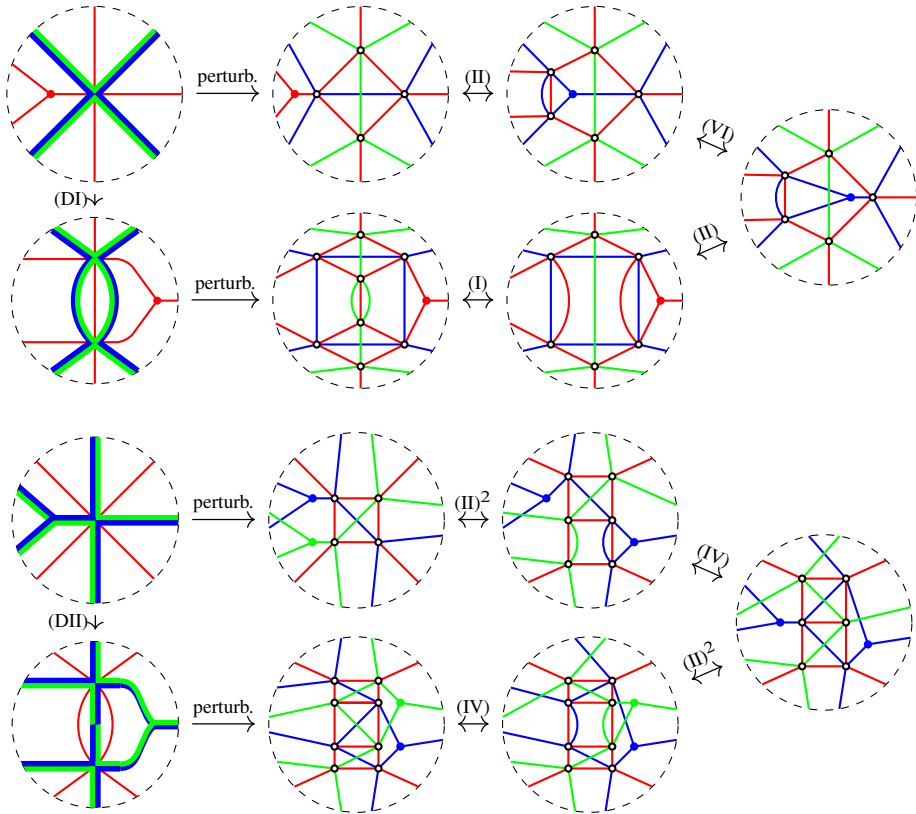 perturb. (II)
(VI)
(DI)
(II)
perturb. (I)
perturb. (II)²
(IV)
(DII)
(II)²
perturb. (IV)